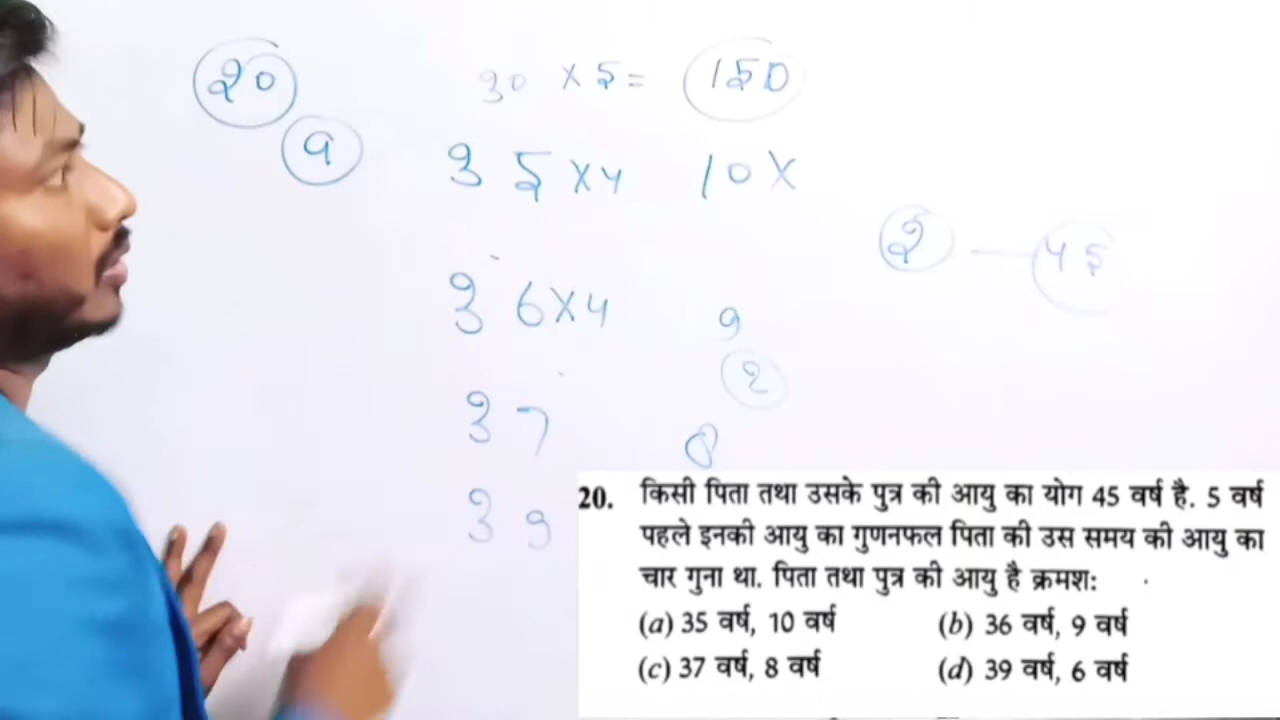 20 30 × 5 = 150
9 35 × 4 10 ×
2 — 45
36 × 4 9
2
37 8
39
20. किसी पिता तथा उसके पुत्र की आयु का योग 45 वर्ष है. 5 वर्ष
पहले इनकी आयु का गुणनफल पिता की उस समय की आयु का
चार गुना था. पिता तथा पुत्र की आयु है क्रमश:
(a) 35 वर्ष, 10 वर्ष (b) 36 वर्ष, 9 वर्ष
(c) 37 वर्ष, 8 वर्ष (d) 39 वर्ष, 6 वर्ष